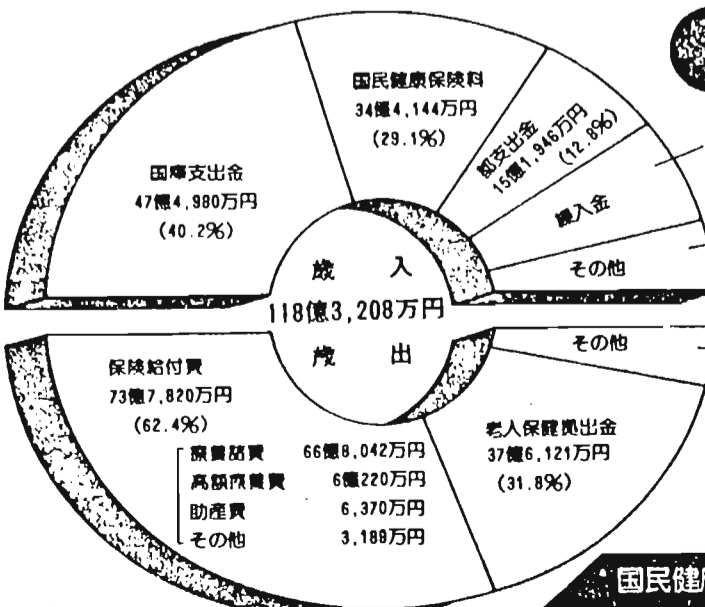 国民健康保険料
34億4,144万円
(29.1%)
都支出金
15億1,946万円
(12.8%)
国庫支出金
47億4,980万円
(40.2%)
繰入金
その他
歳 入
118億3,208万円
歳 出
その他
保険給付費
73億7,820万円
(62.4%)
療養諸費 66億8,042万円
高額療養費 6億220万円
助産費 6,370万円
その他 3,189万円
老人保健拠出金
37億6,121万円
(31.8%)
国民健康